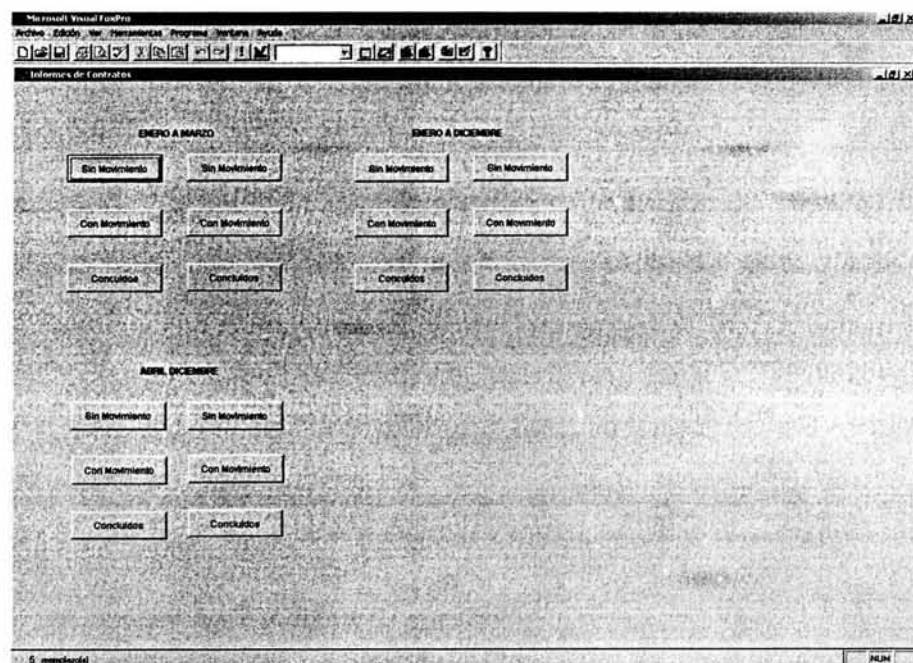 Microsoft Visual FoxPro
Archivo Edición Ver Herramientas Programa Ventana Ayuda
Informes de Contratos
ENERO A MARZO ENERO A DICIEMBRE
Sin Movimiento Sin Movimiento Sin Movimiento Sin Movimiento
Con Movimiento Con Movimiento Con Movimiento Con Movimiento
Concluidos Concluidos Concluidos Concluidos
ABRIL DICIEMBRE
Sin Movimiento Sin Movimiento
Con Movimiento Con Movimiento
Concluidos Concluidos
5 reemplazo(s) NUM